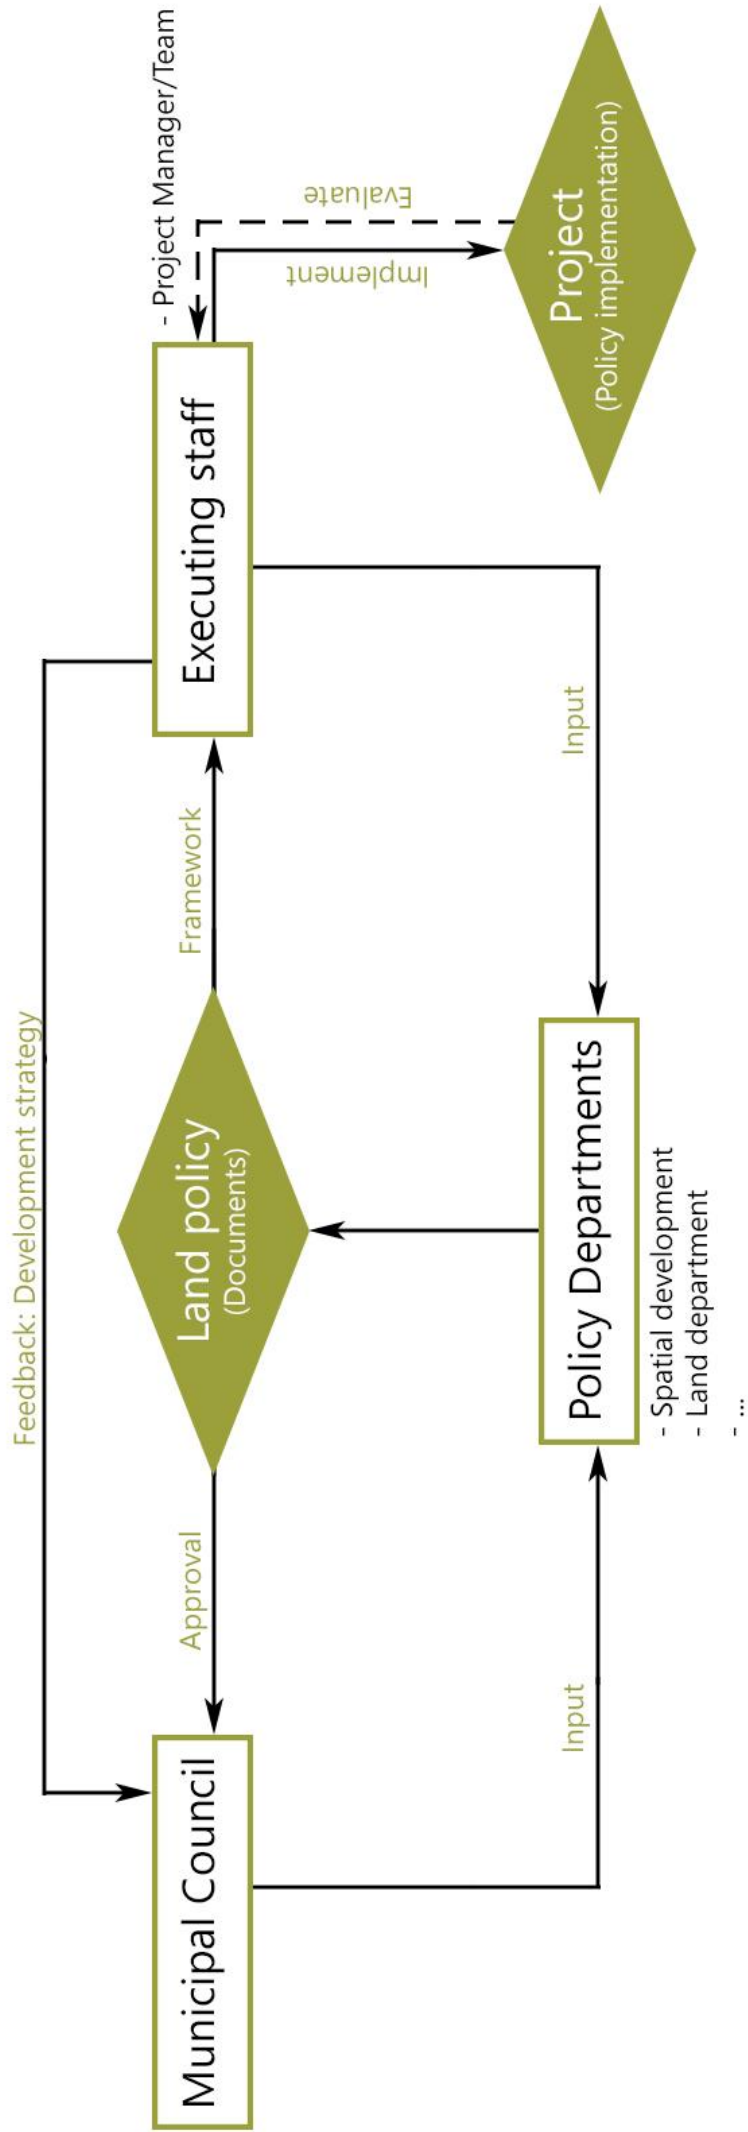 Feedback: Development strategy
Municipal Council
Approval
Land policy
(Documents)
Framework
Executing staff
- Project Manager/Team
Implement
Evaluate
Input
Input
Policy Departments
- Spatial development
- Land department
- ...
Project
(Policy implementation)